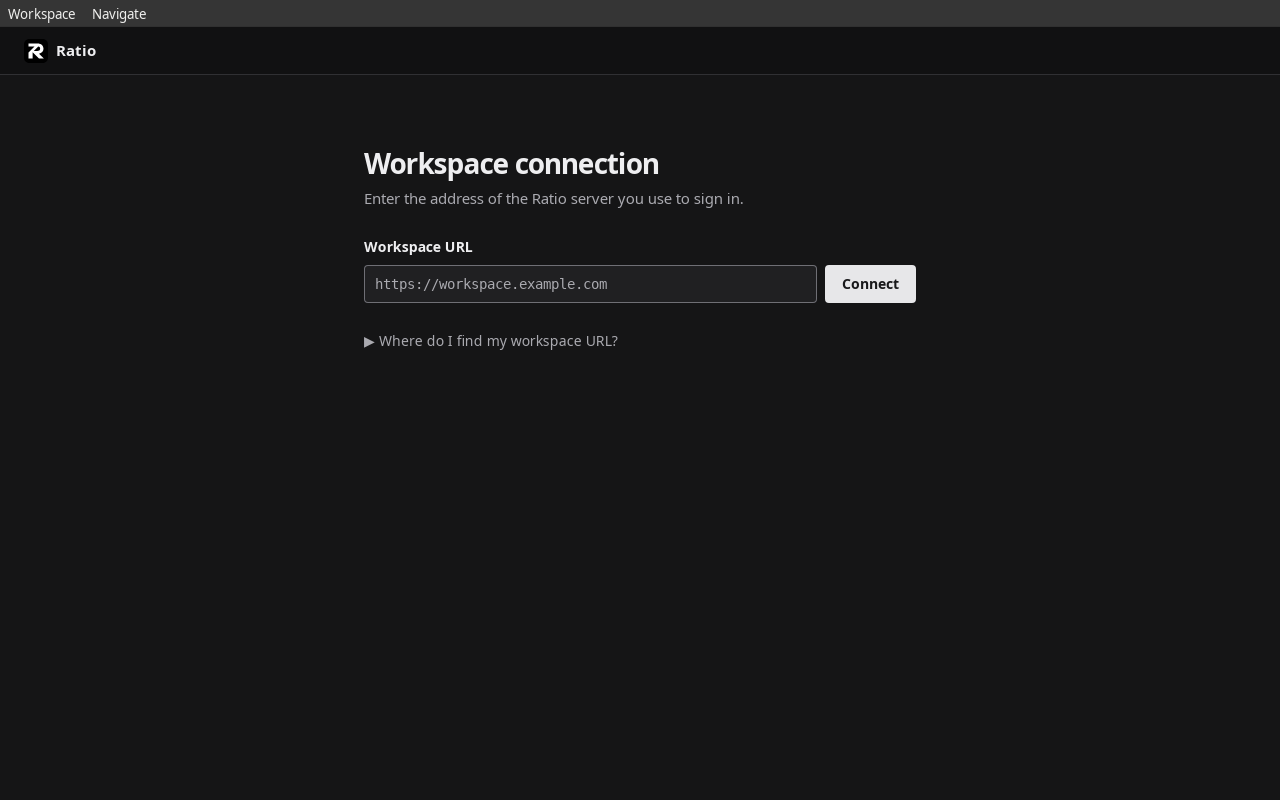 Workspace Navigate
Ratio
Workspace connection
Enter the address of the Ratio server you use to sign in.
Workspace URL
https://workspace.example.com Connect
▶ Where do I find my workspace URL?